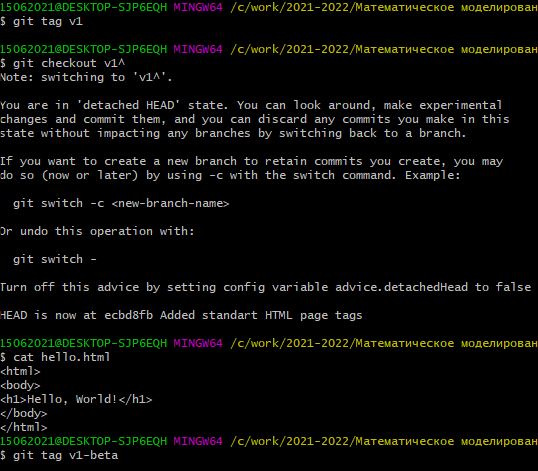 15062021@DESKTOP-SJP6EQH MINGW64 /c/work/2021-2022/Математическое моделирован
$ git tag v1
15062021@DESKTOP-SJP6EQH MINGW64 /c/work/2021-2022/Математическое моделирован
$ git checkout v1^
Note: switching to 'v1^'.
You are in 'detached HEAD' state. You can look around, make experimental
changes and commit them, and you can discard any commits you make in this
state without impacting any branches by switching back to a branch.
If you want to create a new branch to retain commits you create, you may
do so (now or later) by using -c with the switch command. Example:
git switch -c <new-branch-name>
Or undo this operation with:
git switch -
Turn off this advice by setting config variable advice.detachedHead to false
HEAD is now at ecbd8fb Added standart HTML page tags
15062021@DESKTOP-SJP6EQH MINGW64 /c/work/2021-2022/Математическое моделирован
$ cat hello.html
<html>
<body>
<h1>Hello, World!</h1>
</body>
</html>
15062021@DESKTOP-SJP6EQH MINGW64 /c/work/2021-2022/Математическое моделирован
$ git tag v1-beta